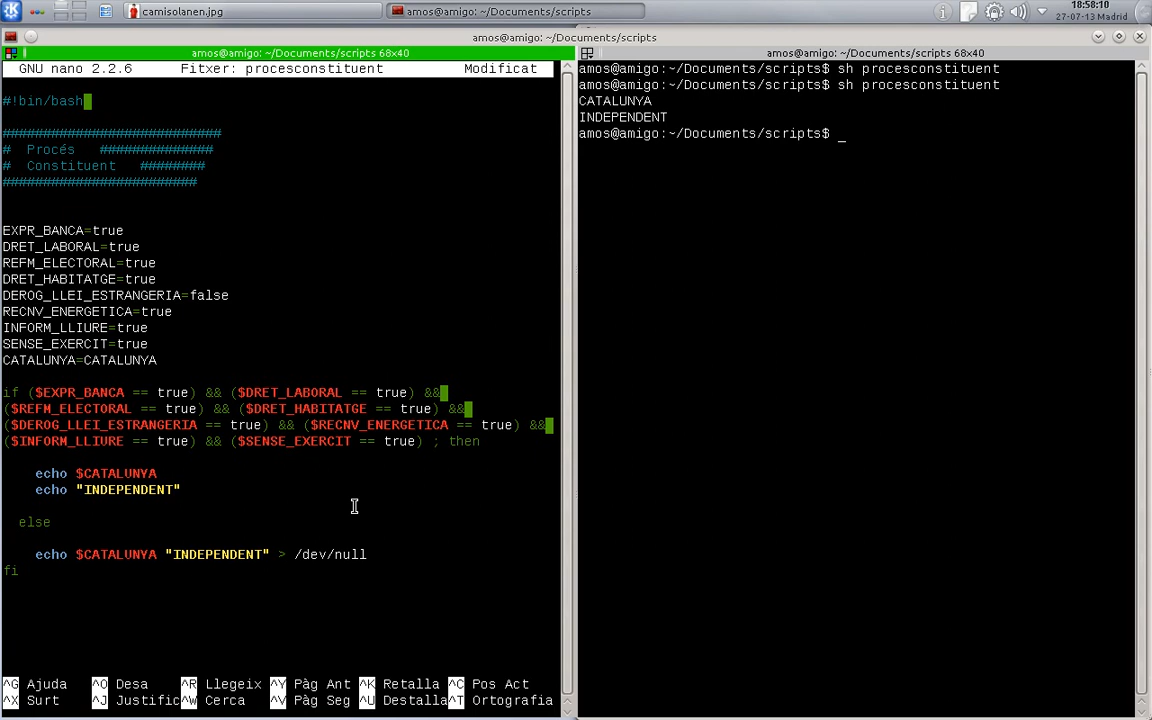 camisolanen.jpg
amos@amigo: ~/Documents/scripts
18:58:10
27-07-13 Madrid
amos@amigo:~/Documents/scripts
amos@amigo:~/Documents/scripts 68x40
GNU nano 2.2.6 Fitxer: procesconstituent Modificat
#!bin/bash
###############################
# Procés ################
# Constituent #########
############################
EXPR_BANCA=true
DRET_LABORAL=true
REFM_ELECTORAL=true
DRET_HABITATGE=true
DEROG_LLEI_ESTRANGERIA=false
RECNV_ENERGETICA=true
INFORM_LLIURE=true
SENSE_EXERCIT=true
CATALUNYA=CATALUNYA
if ($EXPR_BANCA == true) && ($DRET_LABORAL == true) &&
($REFM_ELECTORAL == true) && ($DRET_HABITATGE == true) &&
($DEROG_LLEI_ESTRANGERIA == true) && ($RECNV_ENERGETICA == true) &&
($INFORM_LLIURE == true) && ($SENSE_EXERCIT == true) ; then
echo $CATALUNYA
echo "INDEPENDENT"
else
echo $CATALUNYA "INDEPENDENT" > /dev/null
fi
^G Ajuda ^O Desa ^R Llegeix ^Y Pàg Ant ^K Retalla ^C Pos Act
^X Surt ^J Justific ^W Cerca ^V Pàg Seg ^U Destalla ^T Ortografia
amos@amigo:~/Documents/scripts 68x40
amos@amigo:~/Documents/scripts$ sh procesconstituent
amos@amigo:~/Documents/scripts$ sh procesconstituent
CATALUNYA
INDEPENDENT
amos@amigo:~/Documents/scripts$ _